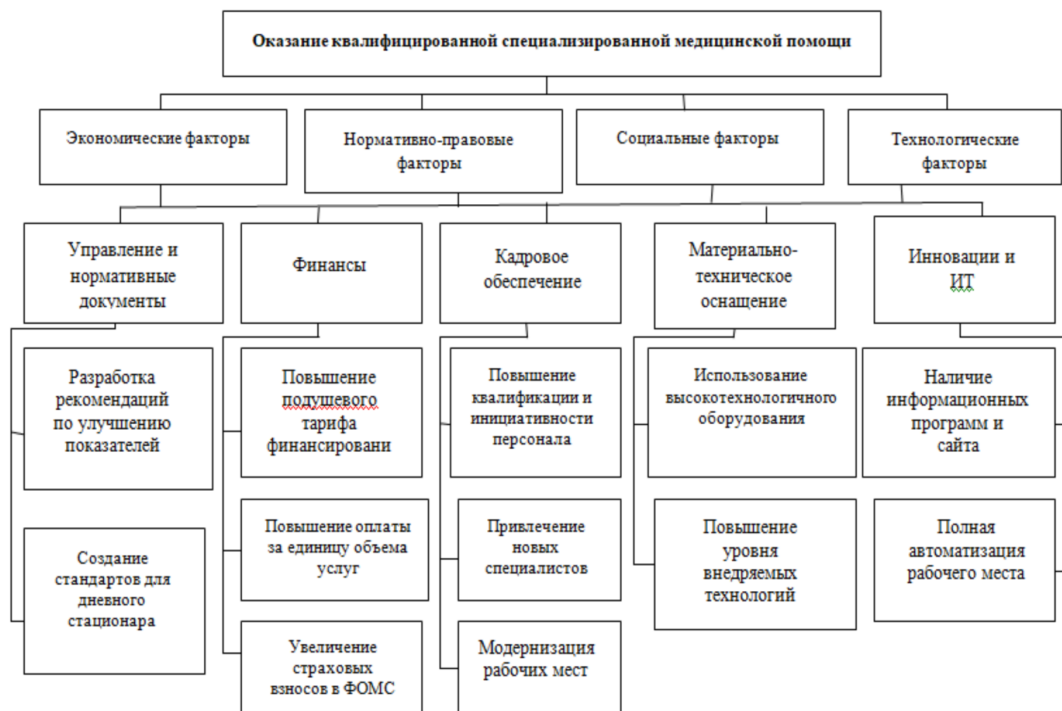 Оказание квалифицированной специализированной медицинской помощи
Экономические факторы
Нормативно-правовые
факторы
Социальные факторы
Технологические
факторы
Управление и
нормативные
документы
Финансы
Кадровое
обеспечение
Материально-
техническое
оснащение
Инновации и
ИТ
Разработка
рекомендаций
по улучшению
показателей
Повышение
подушевого
тарифа
финансировани
Повышение
квалификации и
инициативности
персонала
Использование
высокотехнологичного
оборудования
Наличие
информационных
программ и
сайта
Создание
стандартов для
дневного
стационара
Повышение оплаты
за единицу объема
услуг
Привлечение
новых
специалистов
Повышение
уровня
внедряемых
технологий
Полная
автоматизация
рабочего места
Увеличение
страховых
взносов в ФОМС
Модернизация
рабочих мест